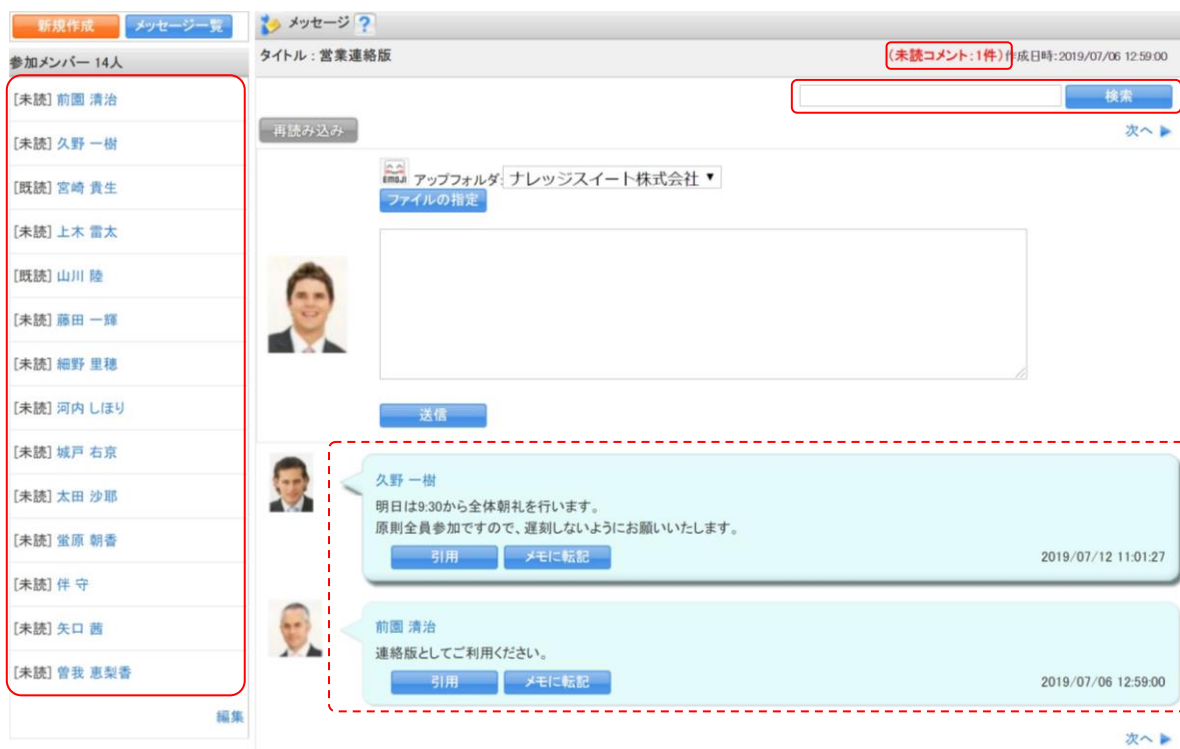 新規作成 メッセージ一覧
参加メンバー 14人
[未読] 前園 清治
[未読] 久野 一樹
[既読] 宮崎 貴生
[未読] 上木 雷太
[既読] 山川 陸
[未読] 藤田 一輝
[未読] 細野 里穂
[未読] 河内 しほり
[未読] 城戸 右京
[未読] 太田 沙耶
[未読] 蛍原 朝香
[未読] 伴 守
[未読] 矢口 茜
[未読] 曽我 恵梨香
編集
メッセージ ?
タイトル : 営業連絡版 (未読コメント:1件) 作成日時:2019/07/06 12:59:00
検索
再読み込み 次へ ▶
EMOJI アップフォルダ: ナレッジスイート株式会社 ▼
ファイルの指定
送信
久野 一樹
明日は9:30から全体朝礼を行います。
原則全員参加ですので、遅刻しないようにお願いいたします。
引用 メモに転記 2019/07/12 11:01:27
前園 清治
連絡版としてご利用ください。
引用 メモに転記 2019/07/06 12:59:00
次へ ▶